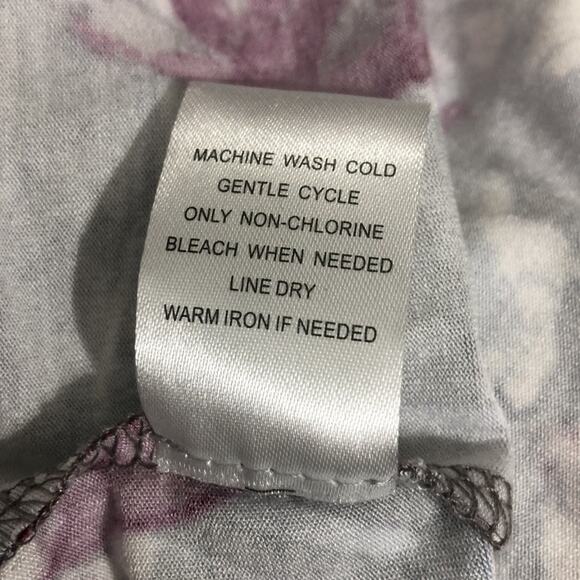 MACHINE WASH COLD
GENTLE CYCLE
ONLY NON-CHLORINE
BLEACH WHEN NEEDED
LINE DRY
WARM IRON IF NEEDED